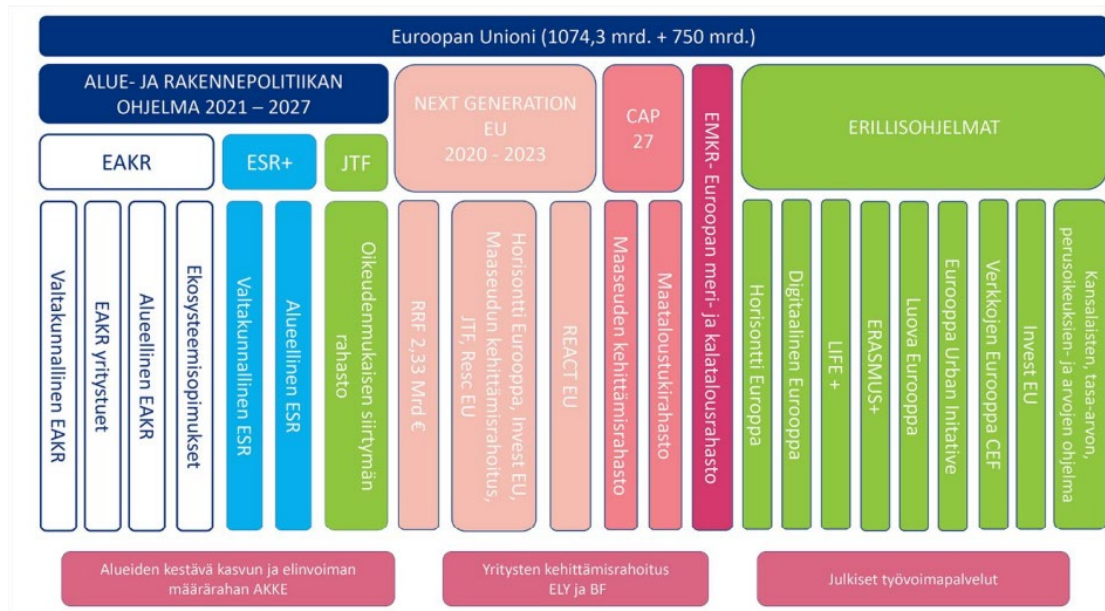 Euroopan Unioni (1074,3 mrd. + 750 mrd.)
ALUE- JA RAKENNEPOLITIIKAN
OHJELMA 2021 – 2027
NEXT GENERATION
EU
2020 - 2023
CAP
27
EMKR- Euroopan meri- ja kalatalousrahasto
ERILLISOHJELMAT
EAKR
ESR+
JTF
Valtakunnallinen EAKR
EAKR yritystuet
Alueellinen EAKR
Ekosysteemisopimukset
Valtakunnallinen ESR
Alueellinen ESR
Oikeudenmukaisen siirtymän
rahasto
RRF 2,33 Mrd €
Horisontti Eurooppa, Invest EU,
Maaseudun kehittämisrahoitus,
JTF, Resc EU
REACT EU
Maaseuden kehittämisrahasto
Maataloustukirahasto
Horisontti Europpa
Digitaalinen Eurooppa
LIFE +
ERASMUS+
Luova Eurooppa
Eurooppa Urban Initative
Verkkojen Eurooppa CEF
Invest EU
Kansalaisten, tasa-arvon,
perusoikeuksien- ja arvojen ohjelma
Alueiden kestävä kasvun ja elinvoiman
määrärahan AKKE
Yritysten kehittämisrahoitus
ELY ja BF
Julkiset työvoimapalvelut